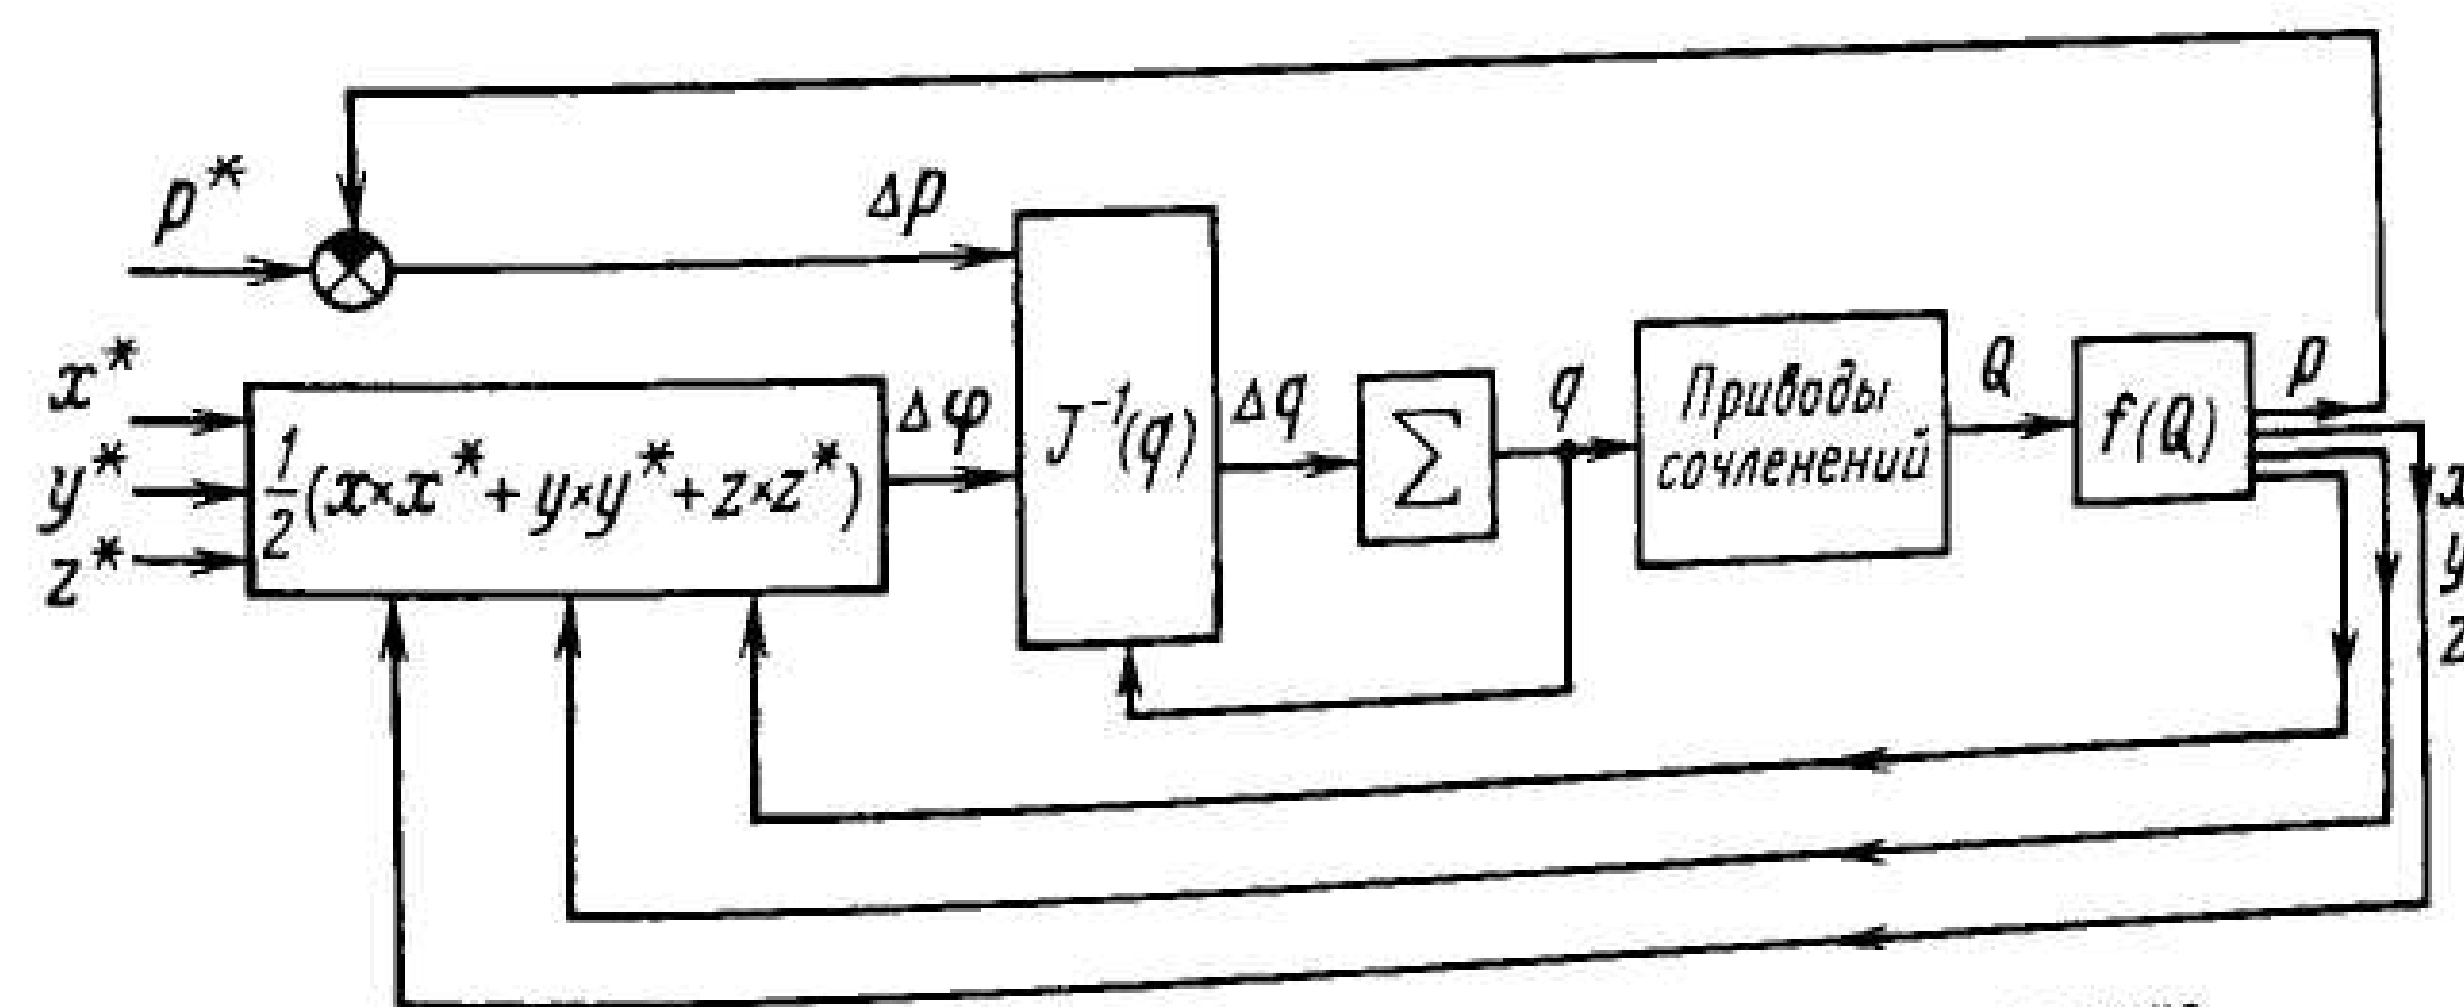 p*
Δp
x*
y*
z*
1/2(x×x*+y×y*+z×z*)
Δφ
J⁻¹(q)
Δq
Σ
q
Приводы
сочленений
Q
f(Q)
p
x
y
z